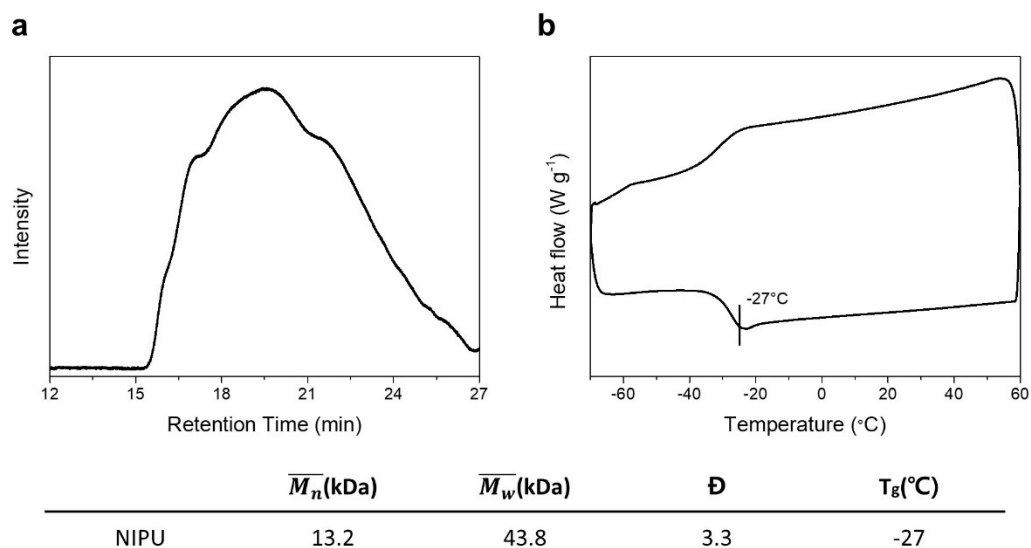 a
Intensity
12 15 18 21 24 27
Retention Time (min)
b
Heat flow (W g⁻¹)
-27°C
-60 -40 -20 0 20 40 60
Temperature (°C)
M̅n̅(kDa) M̅w̅(kDa) Đ Tg(℃)
NIPU 13.2 43.8 3.3 -27